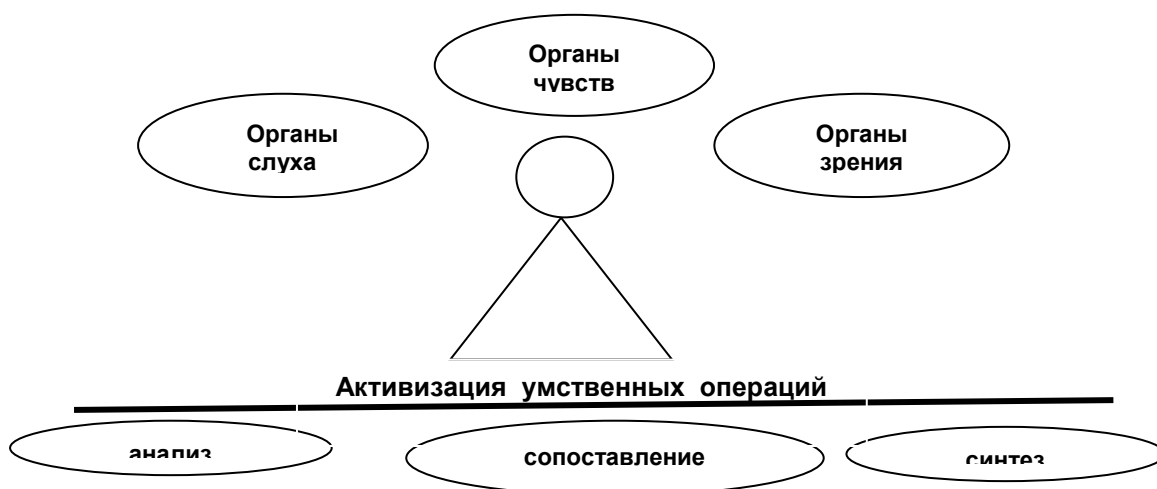 Органы
чувств
Органы
слуха
Органы
зрения
Активизация умственных операций
анализ
сопоставление
синтез